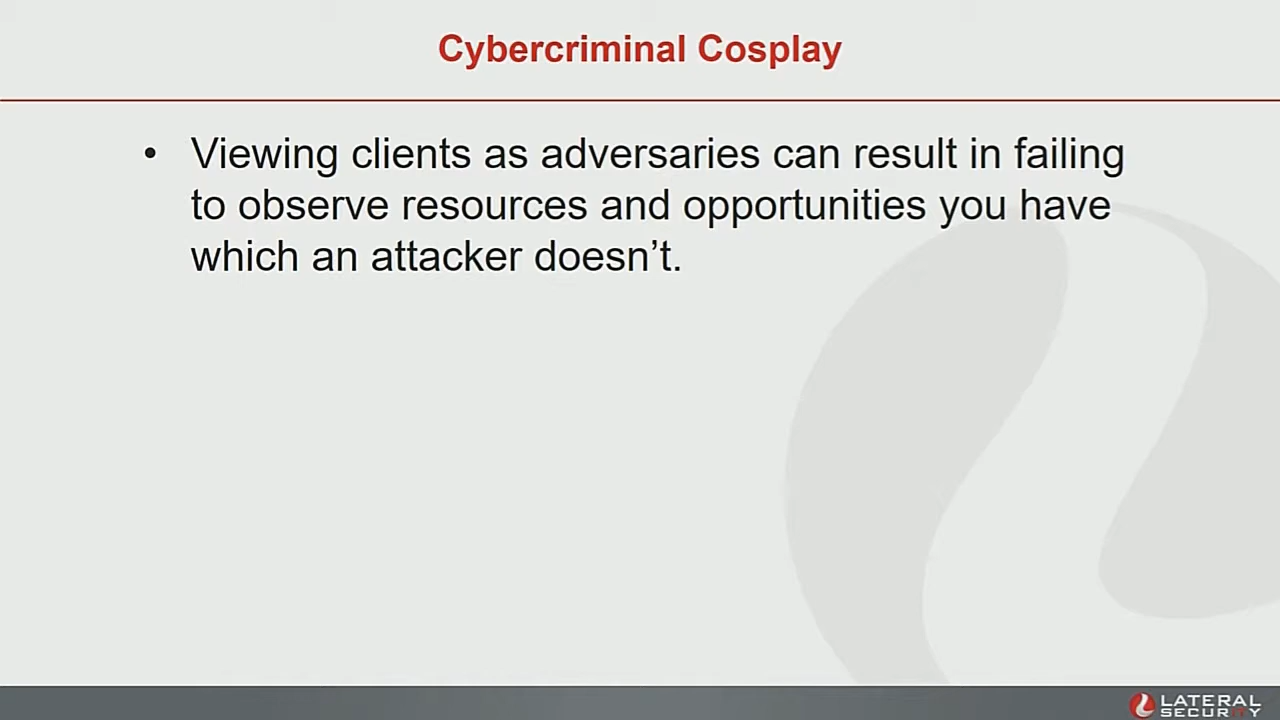 Cybercriminal Cosplay
• Viewing clients as adversaries can result in failing
to observe resources and opportunities you have
which an attacker doesn’t.
LATERAL
SECURITY